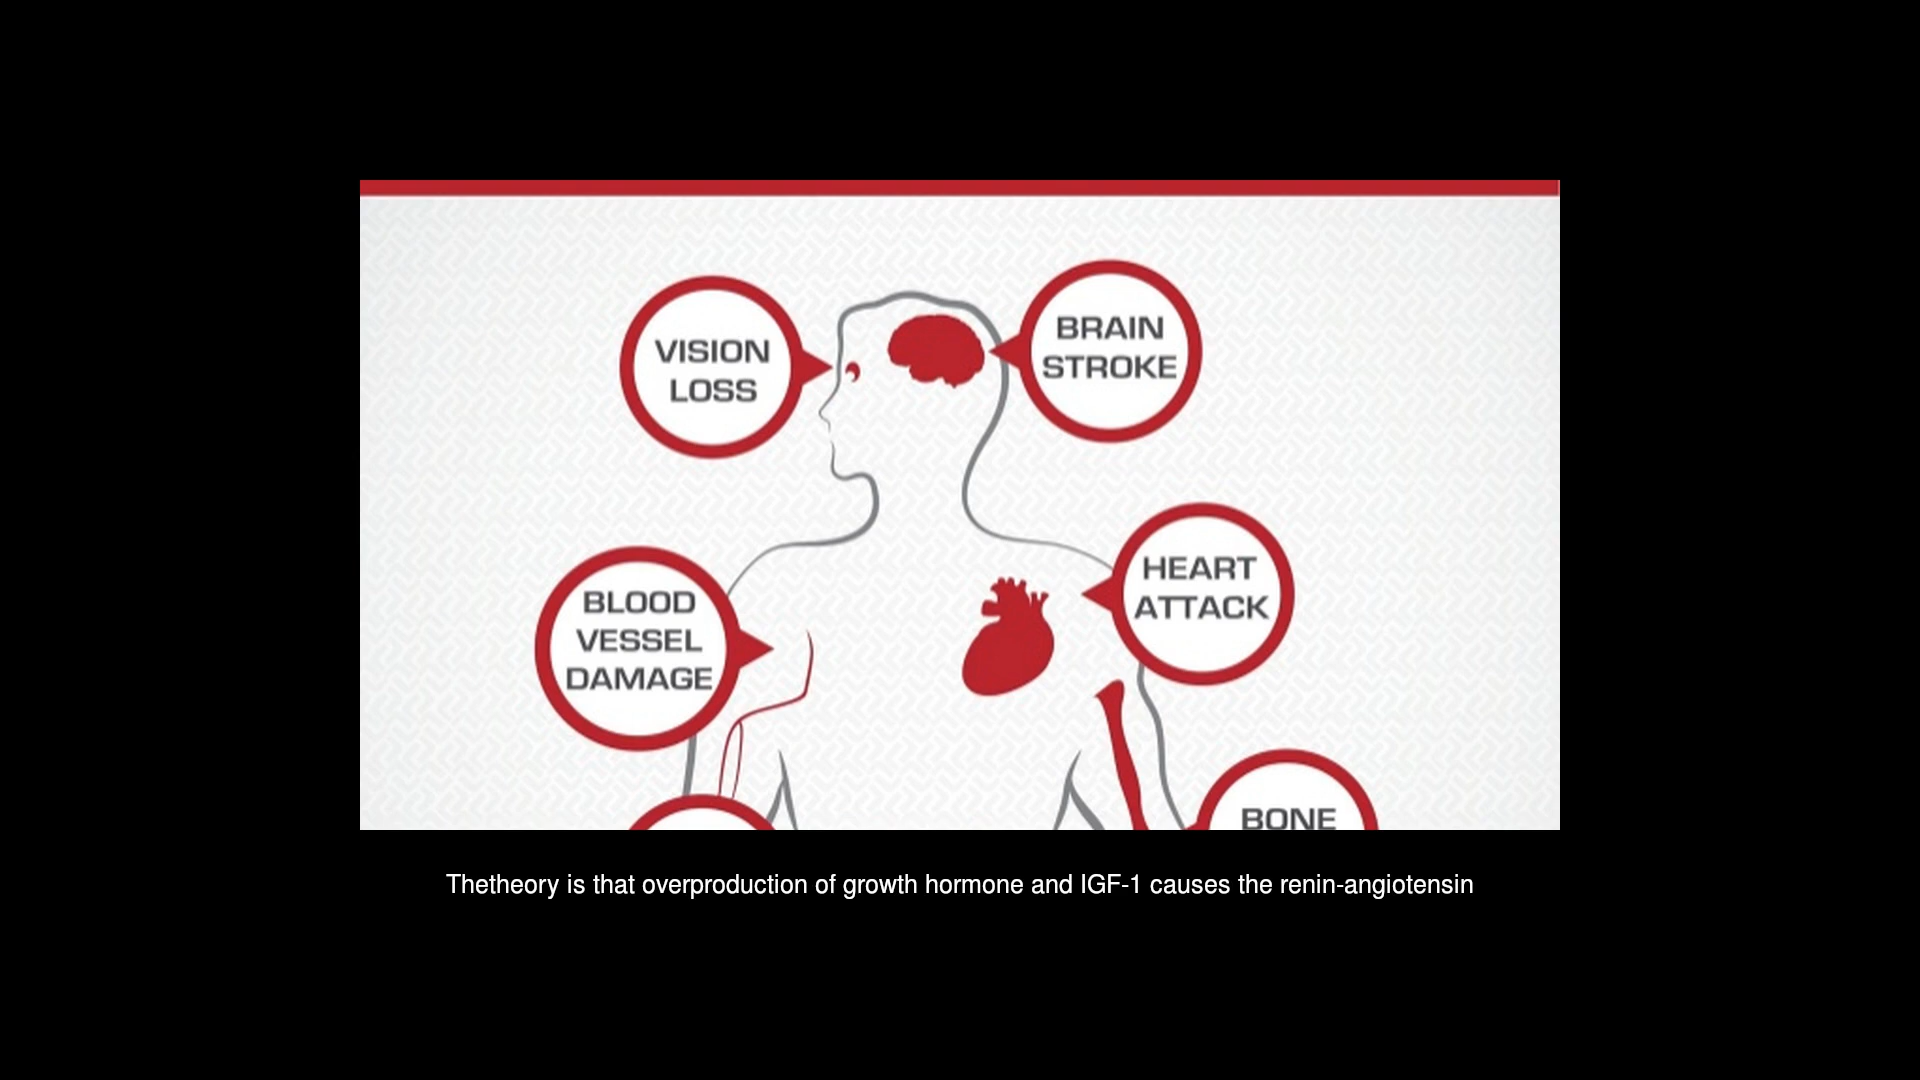 VISION
LOSS
BRAIN
STROKE
HEART
ATTACK
BLOOD
VESSEL
DAMAGE
BONE
Thetheory is that overproduction of growth hormone and IGF-1 causes the renin-angiotensin